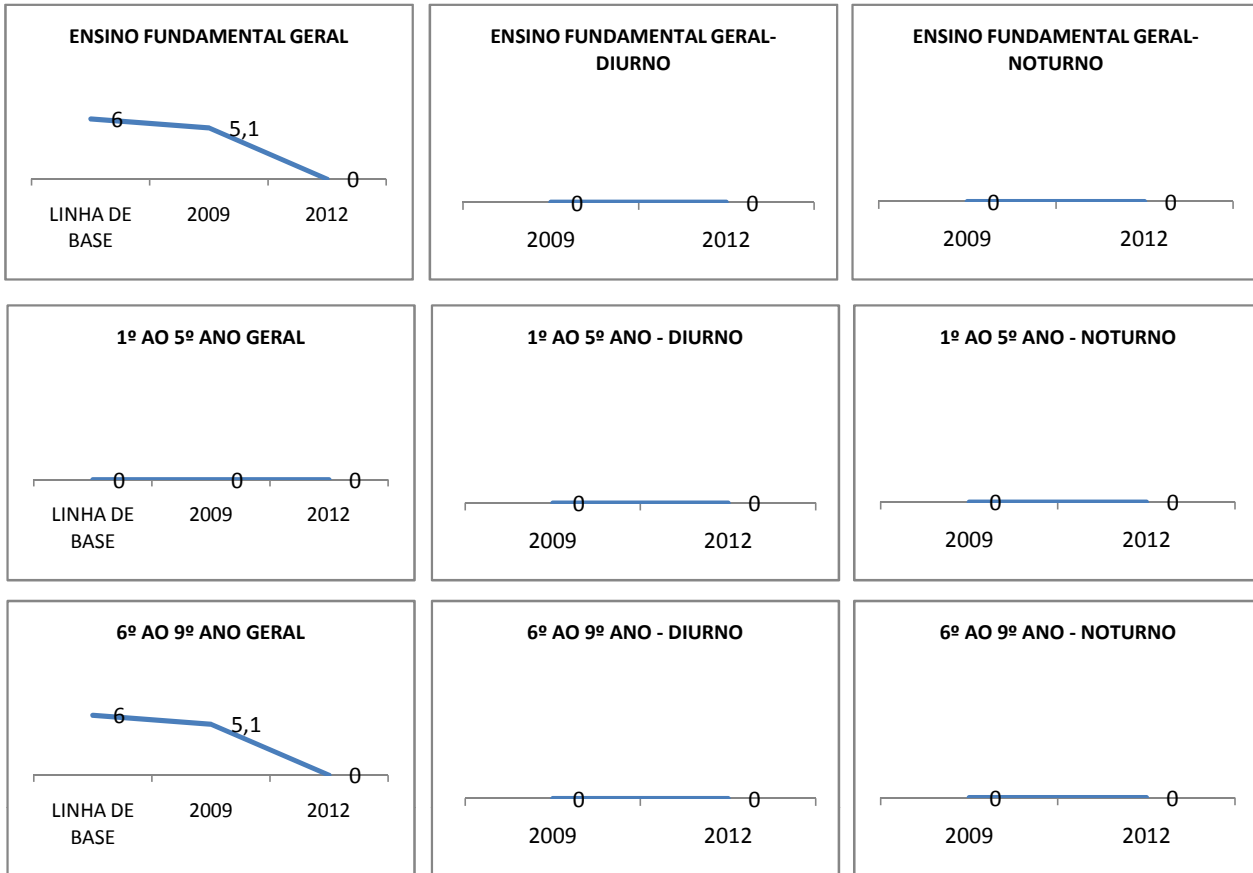 ENSINO FUNDAMENTAL GERAL
6
5,1
0
LINHA DE
BASE
2009
2012
ENSINO FUNDAMENTAL GERAL-
DIURNO
0
0
2009
2012
ENSINO FUNDAMENTAL GERAL-
NOTURNO
0
0
2009
2012
1º AO 5º ANO GERAL
0
0
0
LINHA DE
BASE
2009
2012
1º AO 5º ANO - DIURNO
0
0
2009
2012
1º AO 5º ANO - NOTURNO
0
0
2009
2012
6º AO 9º ANO GERAL
6
5,1
0
LINHA DE
BASE
2009
2012
6º AO 9º ANO - DIURNO
0
0
2009
2012
6º AO 9º ANO - NOTURNO
0
0
2009
2012